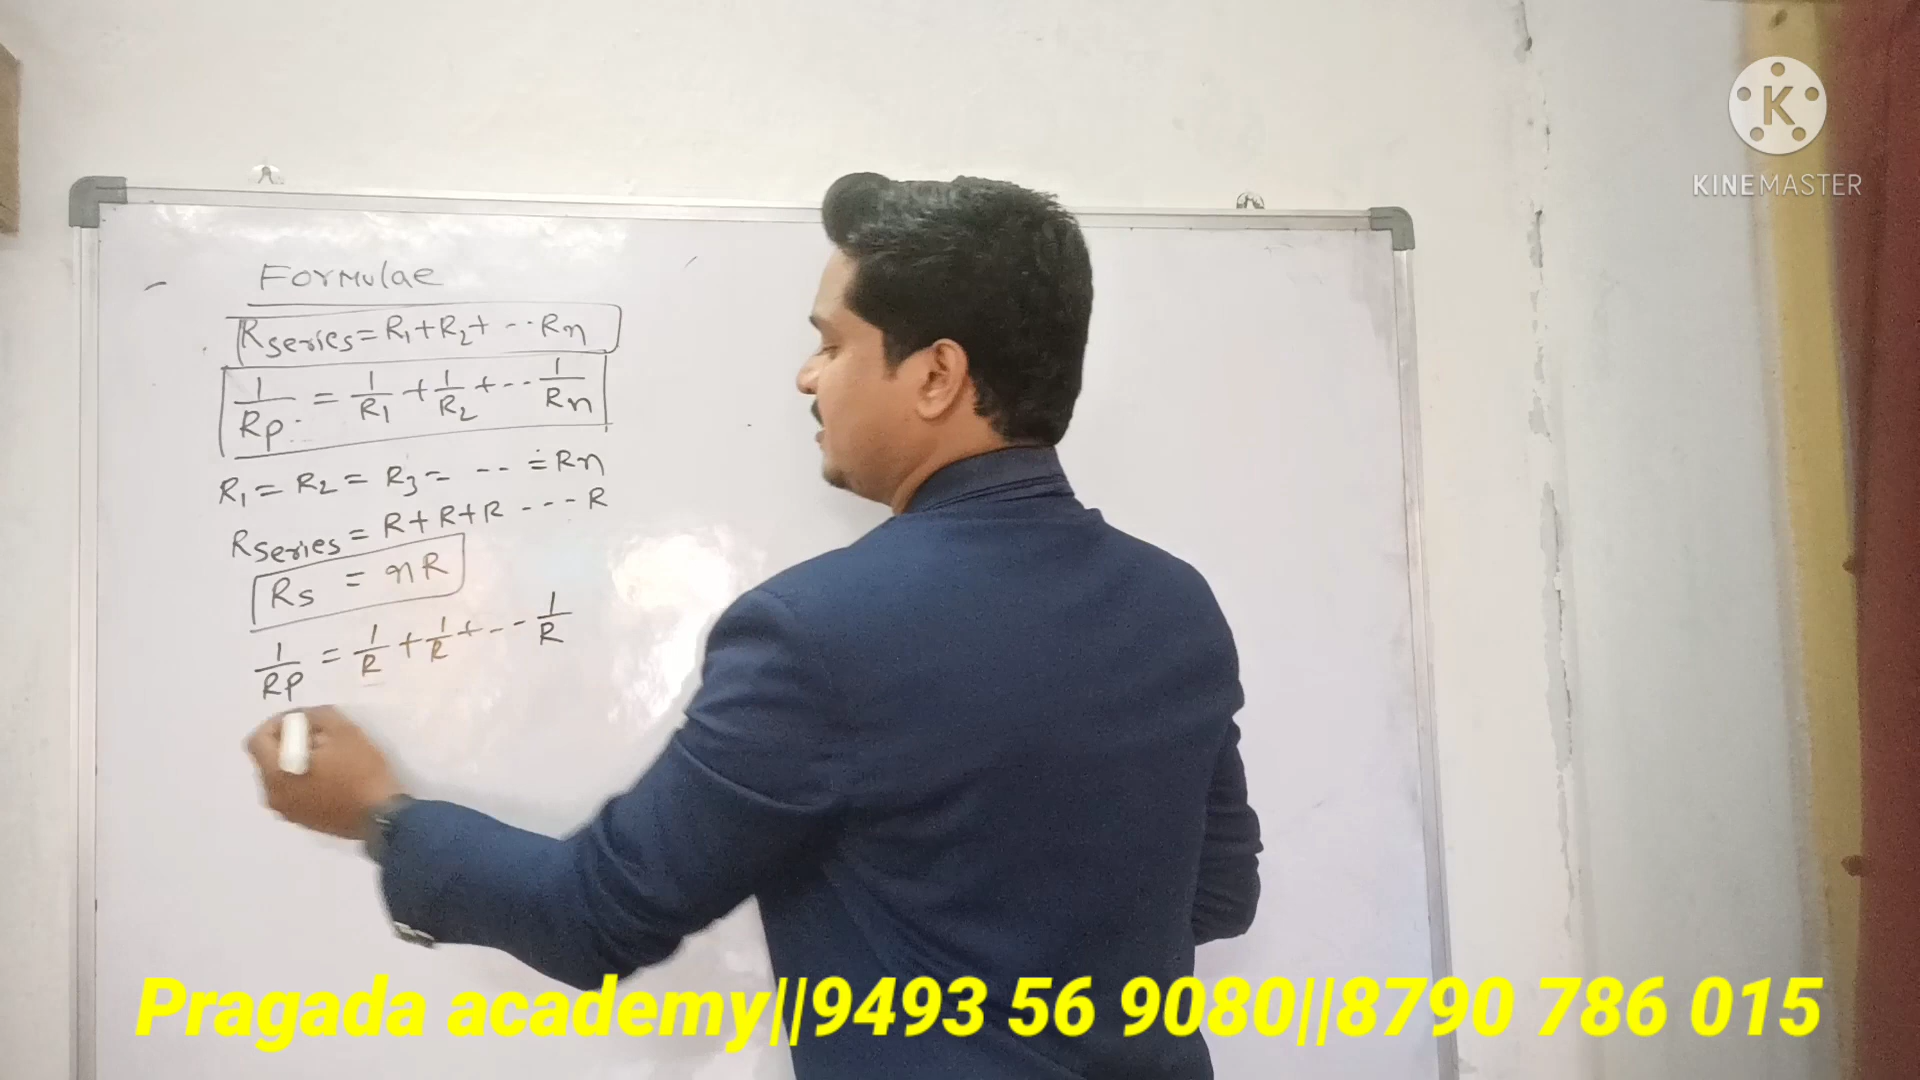 K
KINEMASTER
Formulae
Rseries = R₁ + R₂ + -- Rn
1/Rp = 1/R₁ + 1/R₂ + -- 1/Rn
R₁ = R₂ = R₃ = -- = Rn
Rseries = R + R + R --- R
Rs = nR
1/RP = 1/R + 1/R + -- - 1/R
Pragada academy||9493 56 9080||8790 786 015